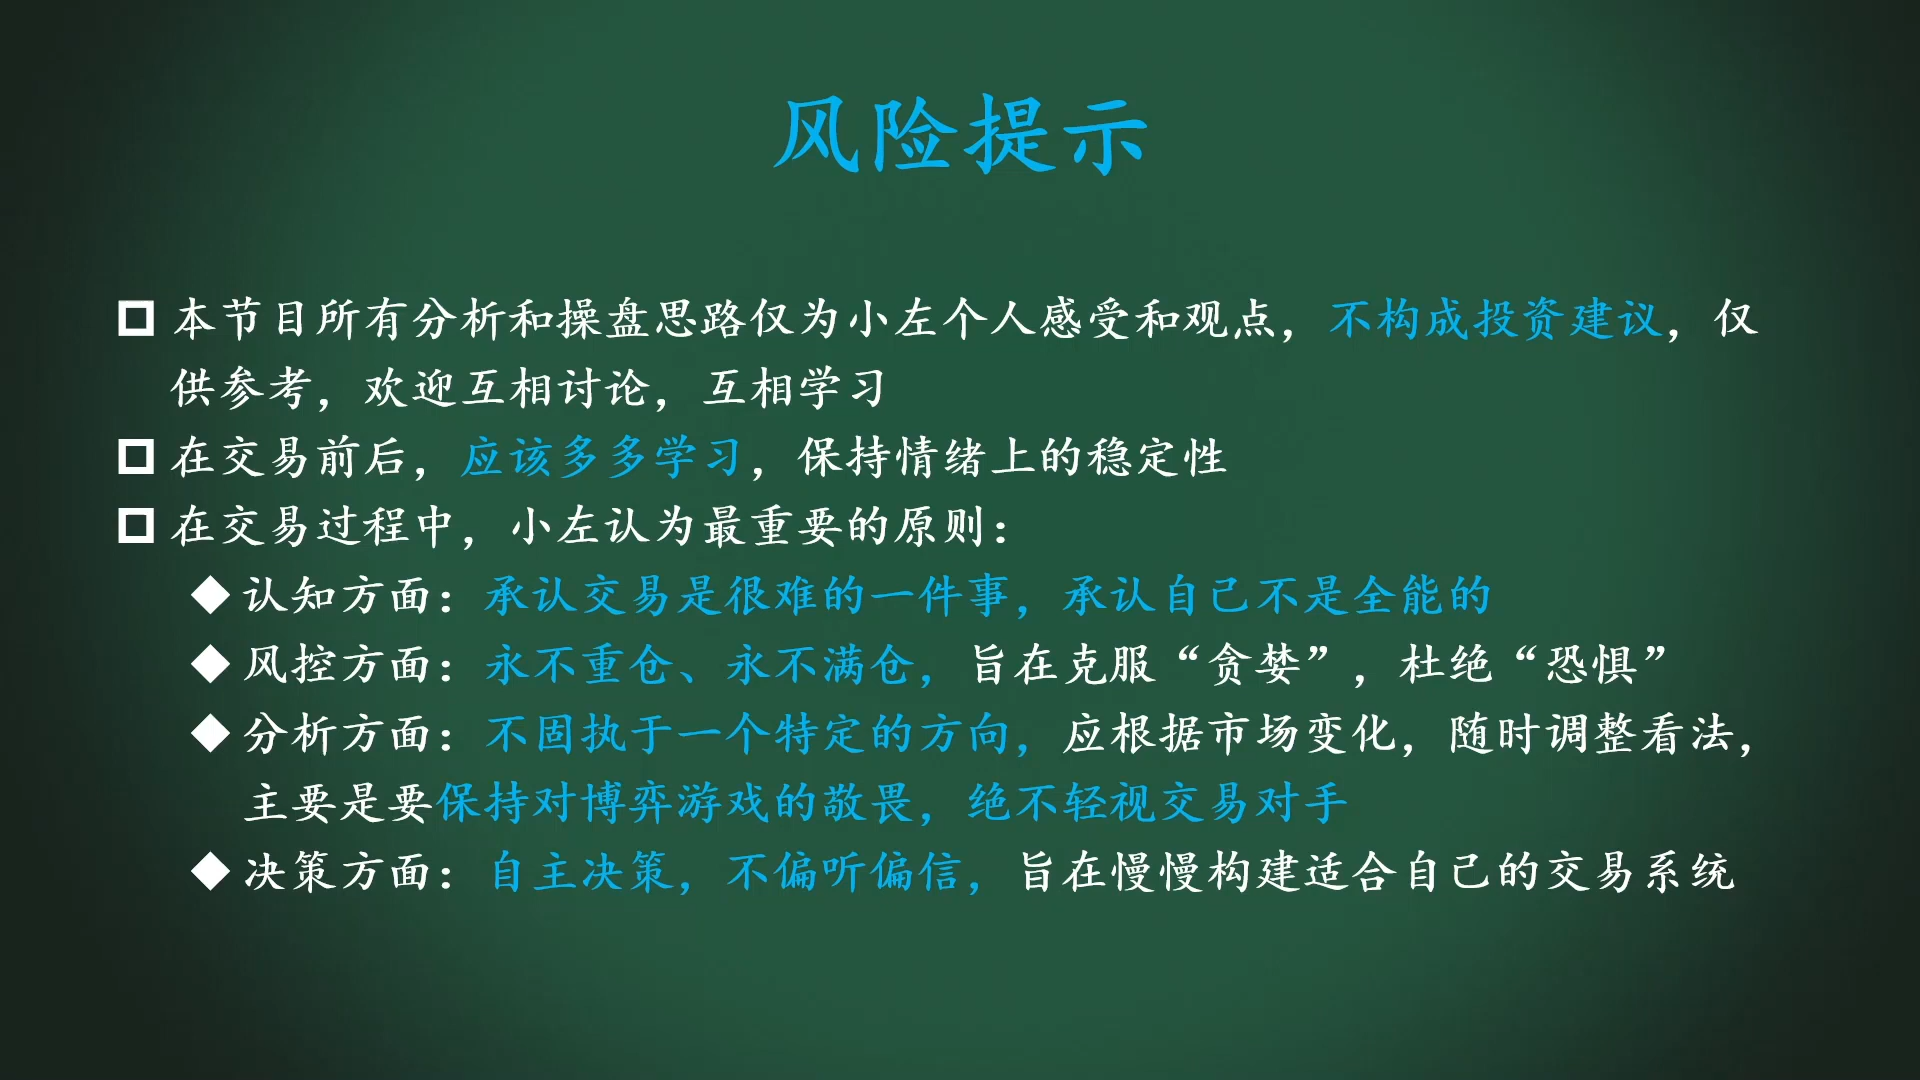 风险提示
本节目所有分析和操盘思路仅为小左个人感受和观点，不构成投资建议，仅
供参考，欢迎互相讨论，互相学习
在交易前后，应该多多学习，保持情绪上的稳定性
在交易过程中，小左认为最重要的原则：
认知方面：承认交易是很难的一件事，承认自己不是全能的
风控方面：永不重仓、永不满仓，旨在克服“贪婪”，杜绝“恐惧”
分析方面：不固执于一个特定的方向，应根据市场变化，随时调整看法，
主要是要保持对博弈游戏的敬畏，绝不轻视交易对手
决策方面：自主决策，不偏听偏信，旨在慢慢构建适合自己的交易系统